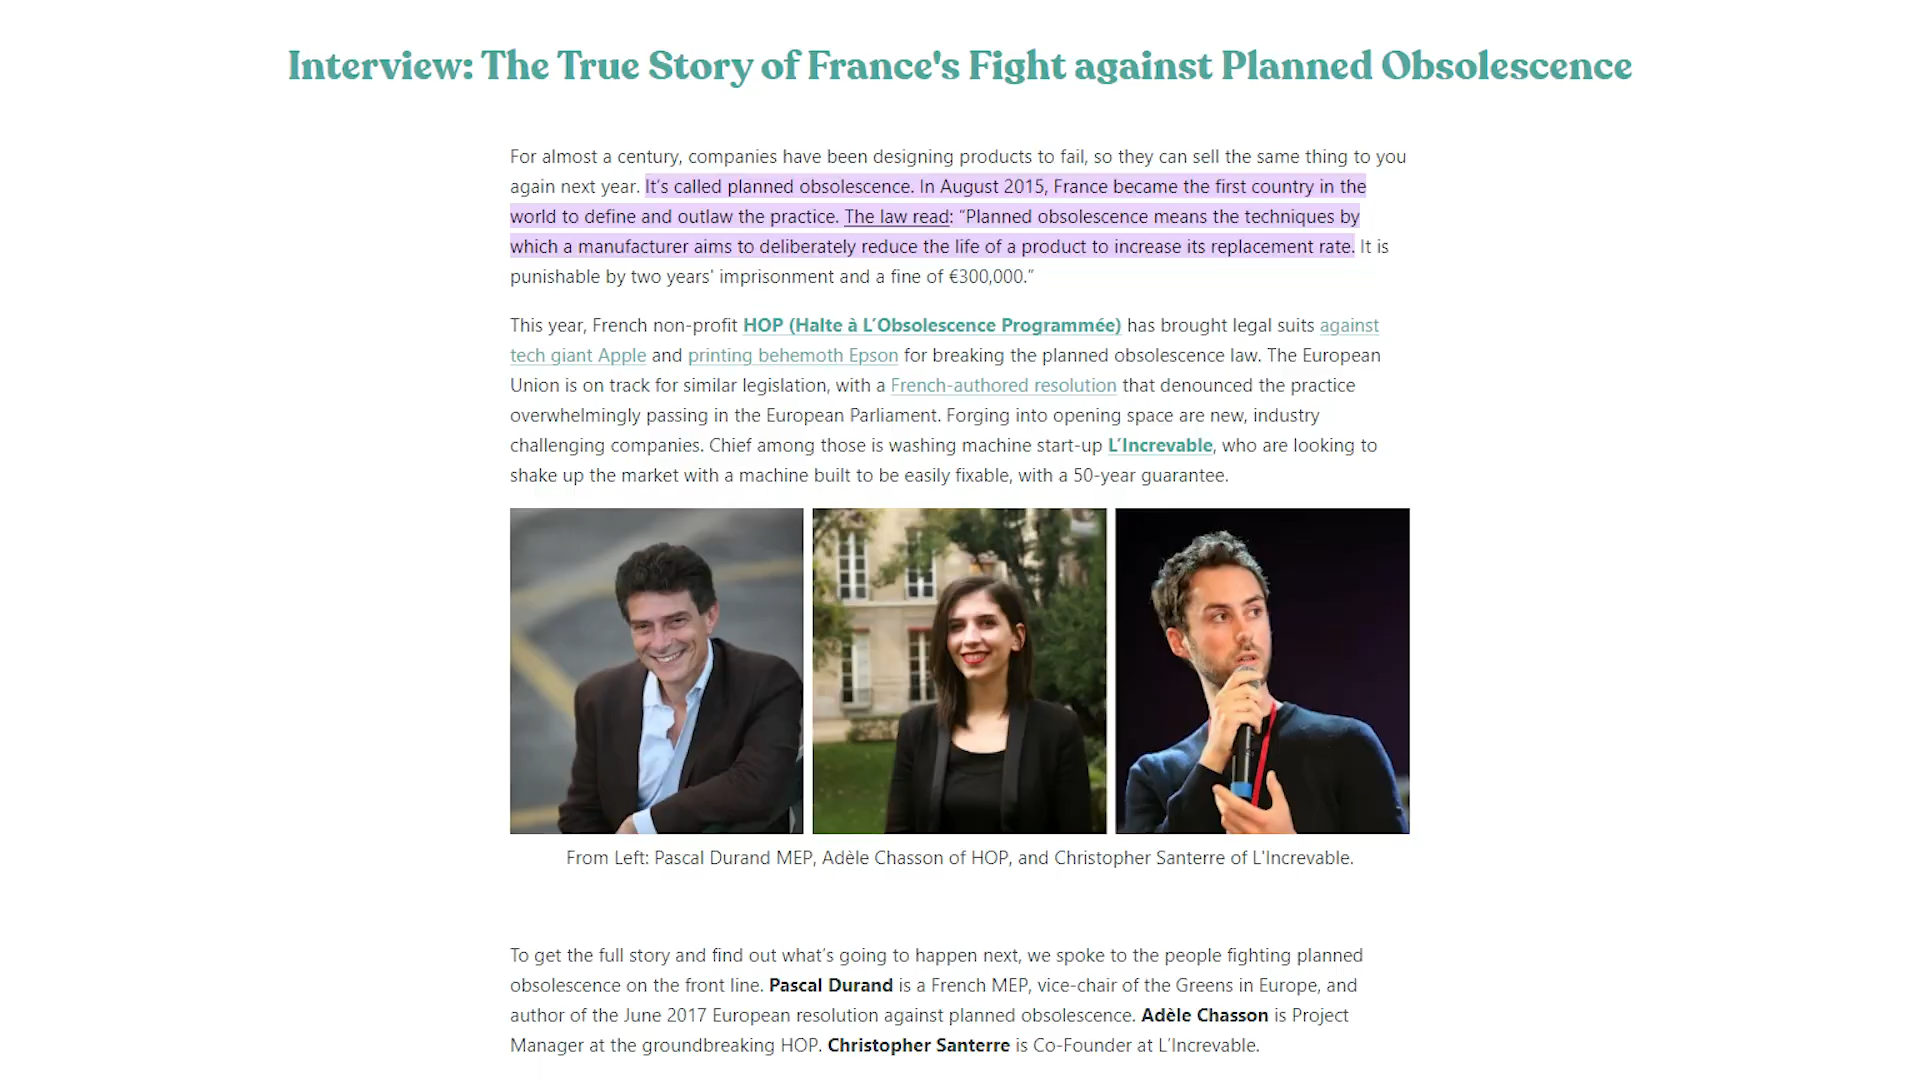 Interview: The True Story of France's Fight against Planned Obsolescence
For almost a century, companies have been designing products to fail, so they can sell the same thing to you
again next year. It’s called planned obsolescence. In August 2015, France became the first country in the
world to define and outlaw the practice. The law read: “Planned obsolescence means the techniques by
which a manufacturer aims to deliberately reduce the life of a product to increase its replacement rate. It is
punishable by two years' imprisonment and a fine of €300,000.”
This year, French non-profit HOP (Halte à L’Obsolescence Programmée) has brought legal suits against
tech giant Apple and printing behemoth Epson for breaking the planned obsolescence law. The European
Union is on track for similar legislation, with a French-authored resolution that denounced the practice
overwhelmingly passing in the European Parliament. Forging into opening space are new, industry
challenging companies. Chief among those is washing machine start-up L’Increvable, who are looking to
shake up the market with a machine built to be easily fixable, with a 50-year guarantee.
From Left: Pascal Durand MEP, Adèle Chasson of HOP, and Christopher Santerre of L'Increvable.
To get the full story and find out what’s going to happen next, we spoke to the people fighting planned
obsolescence on the front line. Pascal Durand is a French MEP, vice-chair of the Greens in Europe, and
author of the June 2017 European resolution against planned obsolescence. Adèle Chasson is Project
Manager at the groundbreaking HOP. Christopher Santerre is Co-Founder at L’Increvable.